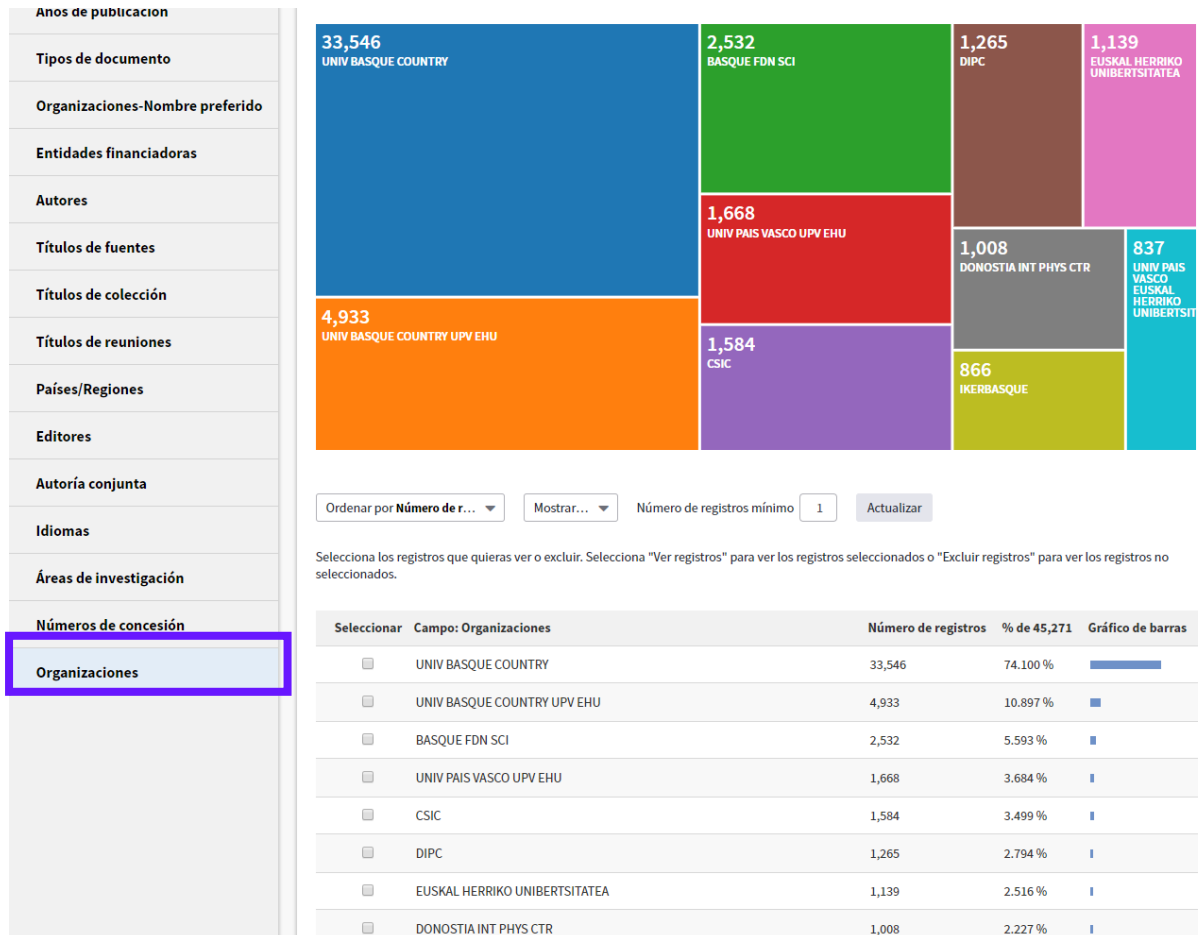 Años de publicación
Tipos de documento
Organizaciones-Nombre preferido
Entidades financiadoras
Autores
Títulos de fuentes
Títulos de colección
Títulos de reuniones
Países/Regiones
Editores
Autoría conjunta
Idiomas
Áreas de investigación
Números de concesión
Organizaciones
33,546
UNIV BASQUE COUNTRY
4,933
UNIV BASQUE COUNTRY UPV EHU
2,532
BASQUE FDN SCI
1,668
UNIV PAIS VASCO UPV EHU
1,584
CSIC
1,265
DIPC
1,139
EUSKAL HERRIKO
UNIBERTSITATEA
1,008
DONOSTIA INT PHYS CTR
866
IKERBASQUE
837
UNIV PAIS
VASCO
EUSKAL
HERRIKO
UNIBERTSIT
Ordenar por Número de r... Mostrar... Número de registros mínimo 1 Actualizar
Selecciona los registros que quieras ver o excluir. Selecciona "Ver registros" para ver los registros seleccionados o "Excluir registros" para ver los registros no
seleccionados.
Seleccionar Campo: Organizaciones Número de registros % de 45,271 Gráfico de barras
UNIV BASQUE COUNTRY 33,546 74.100 %
UNIV BASQUE COUNTRY UPV EHU 4,933 10.897 %
BASQUE FDN SCI 2,532 5.593 %
UNIV PAIS VASCO UPV EHU 1,668 3.684 %
CSIC 1,584 3.499 %
DIPC 1,265 2.794 %
EUSKAL HERRIKO UNIBERTSITATEA 1,139 2.516 %
DONOSTIA INT PHYS CTR 1,008 2.227 %